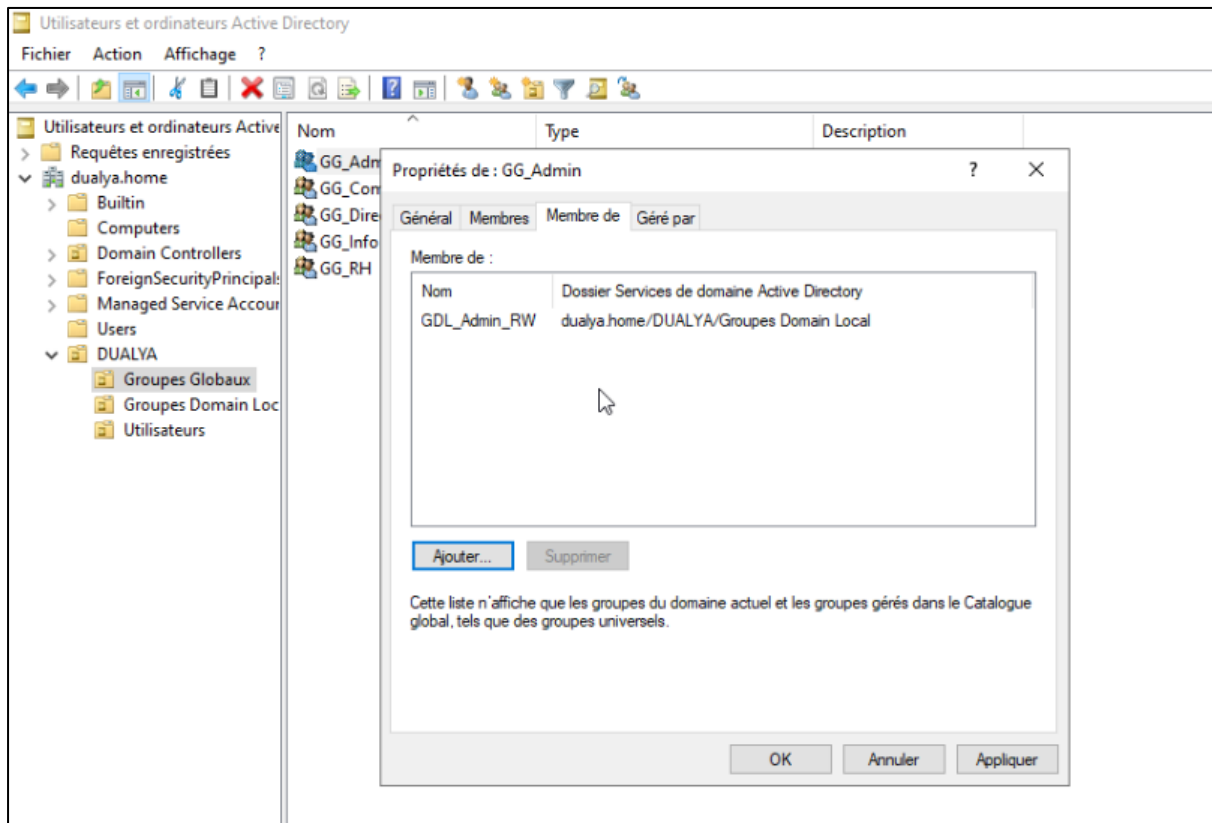 Utilisateurs et ordinateurs Active Directory
Fichier Action Affichage ?
Utilisateurs et ordinateurs Active
Requêtes enregistrées
dualya.home
Builtin
Computers
Domain Controllers
ForeignSecurityPrincipal
Managed Service Accour
Users
DUALYA
Groupes Globaux
Groupes Domain Loc
Utilisateurs
Nom Type Description
GG_Adm
GG_Com
GG_Dire
GG_Info
GG_RH
Propriétés de : GG_Admin ?
Général Membres Membre de Géré par
Membre de :
Nom Dossier Services de domaine Active Directory
GDL_Admin_RW dualya.home/DUALYA/Groupes Domain Local
Ajouter... Supprimer
Cette liste n'affiche que les groupes du domaine actuel et les groupes gérés dans le Catalogue
global, tels que des groupes universels.
OK Annuler Appliquer